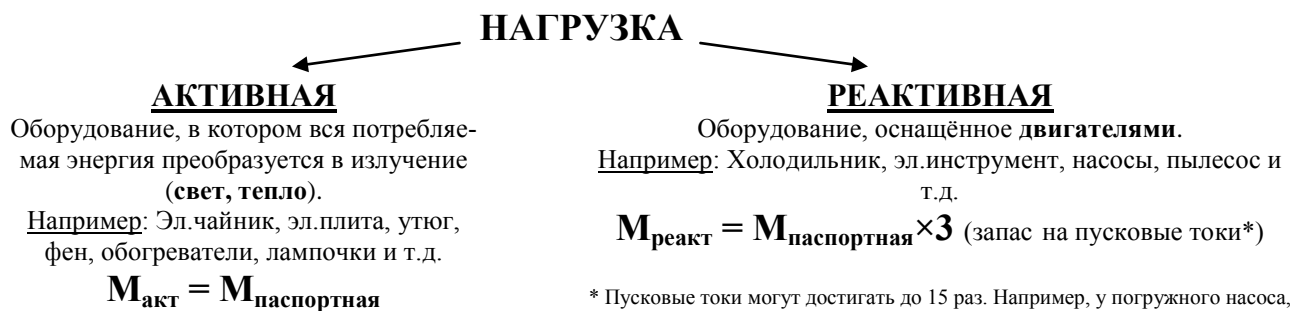 НАГРУЗКА
АКТИВНАЯ
Оборудование, в котором вся потребляе-
мая энергия преобразуется в излучение
(свет, тепло).
Например: Эл.чайник, эл.плита, утюг,
фен, обогреватели, лампочки и т.д.
Макт = Мпаспортная
РЕАКТИВНАЯ
Оборудование, оснащённое двигателями.
Например: Холодильник, эл.инструмент, насосы, пылесос и
т.д.
Мреакт = Мпаспортная×3 (запас на пусковые токи*)
* Пусковые токи могут достигать до 15 раз. Например, у погружного насоса,